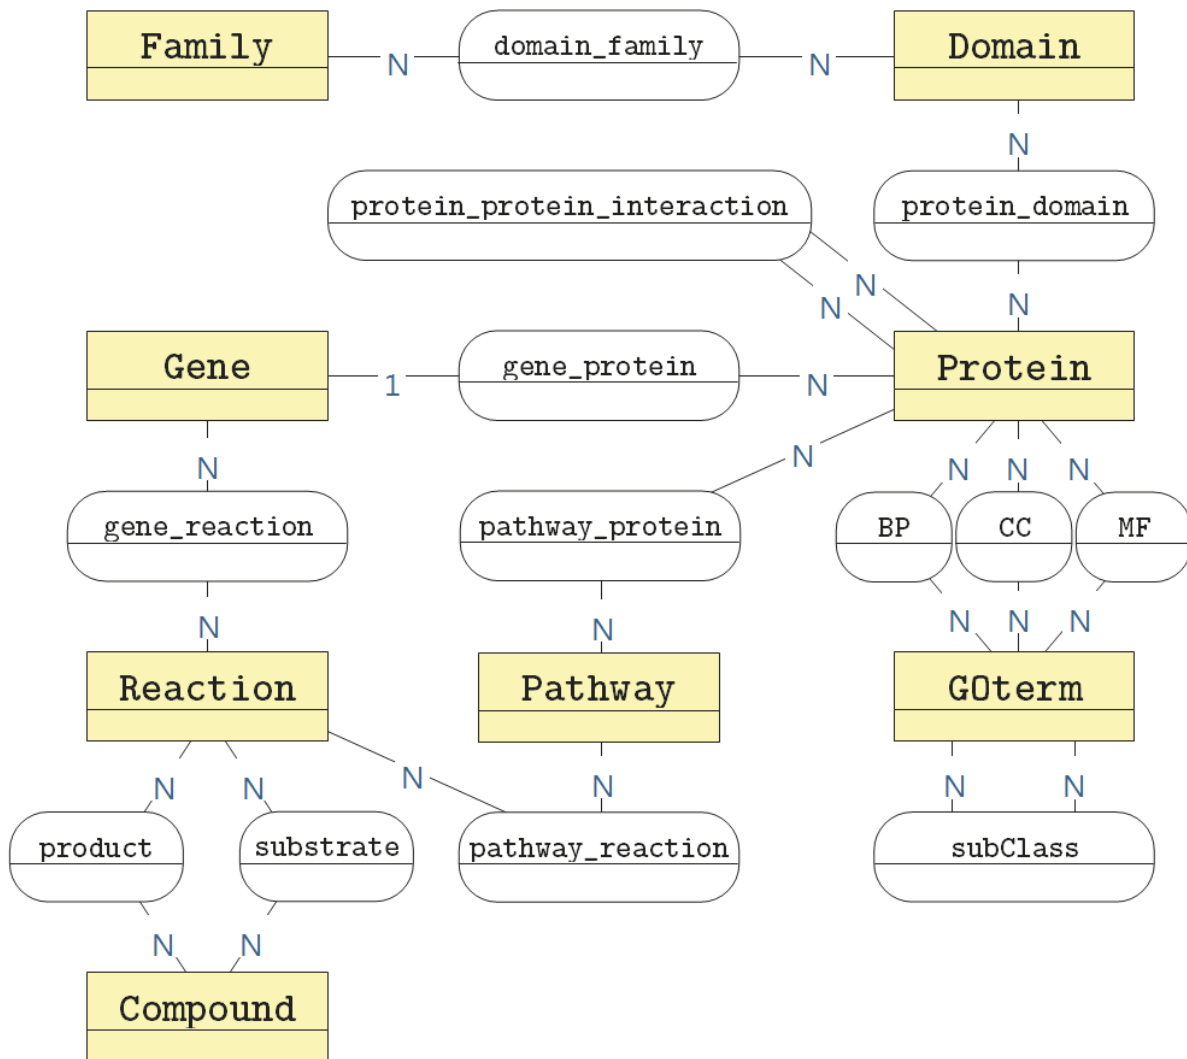 Family
N
domain_family
N
Domain
N
protein_protein_interaction
protein_domain
N
N
N
Gene
1
gene_protein
N
Protein
N
N
N
N
N
gene_reaction
pathway_protein
BP
CC
MF
N
N
N
N
N
Reaction
Pathway
GOterm
N
N
N
N
N
N
product
substrate
pathway_reaction
subClass
N
N
Compound